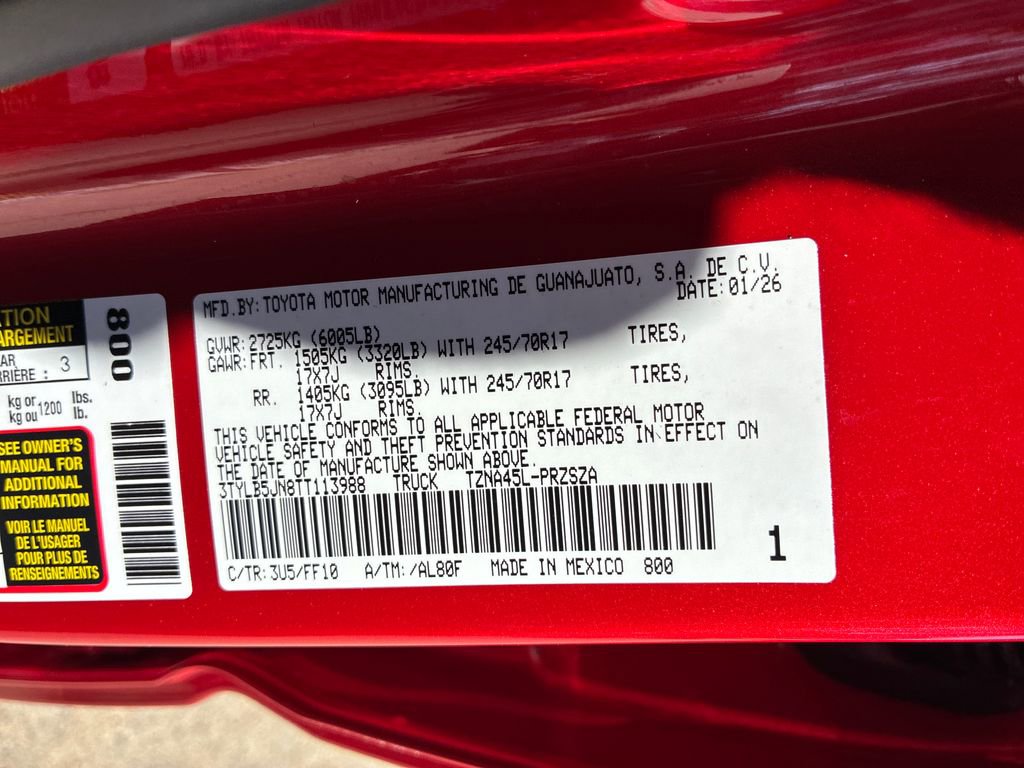 TION
ARGEMENT
AR
RIÈRE : 3
kg or lbs.
kg ou 1200 lb.
SEE OWNER'S
MANUAL FOR
ADDITIONAL
INFORMATION
VOIR LE MANUEL
DE L'USAGER
POUR PLUS DE
RENSEIGNEMENTS
800
MFD.BY:TOYOTA MOTOR MANUFACTURING DE GUANAJUATO, S.A. DE C.V.
DATE:01/26
GVWR:2725KG (6005LB)
GAWR:FRT. 1505KG (3320LB) WITH 245/70R17 TIRES,
17X7J RIMS.
RR. 1405KG (3095LB) WITH 245/70R17 TIRES,
17X7J RIMS.
THIS VEHICLE CONFORMS TO ALL APPLICABLE FEDERAL MOTOR
VEHICLE SAFETY AND THEFT PREVENTION STANDARDS IN EFFECT ON
THE DATE OF MANUFACTURE SHOWN ABOVE.
3TYLB5JN8TT113988 TRUCK TZNA45L-PRZSZA
1
C/TR:3U5/FF10 A/TM:/AL80F MADE IN MEXICO 800